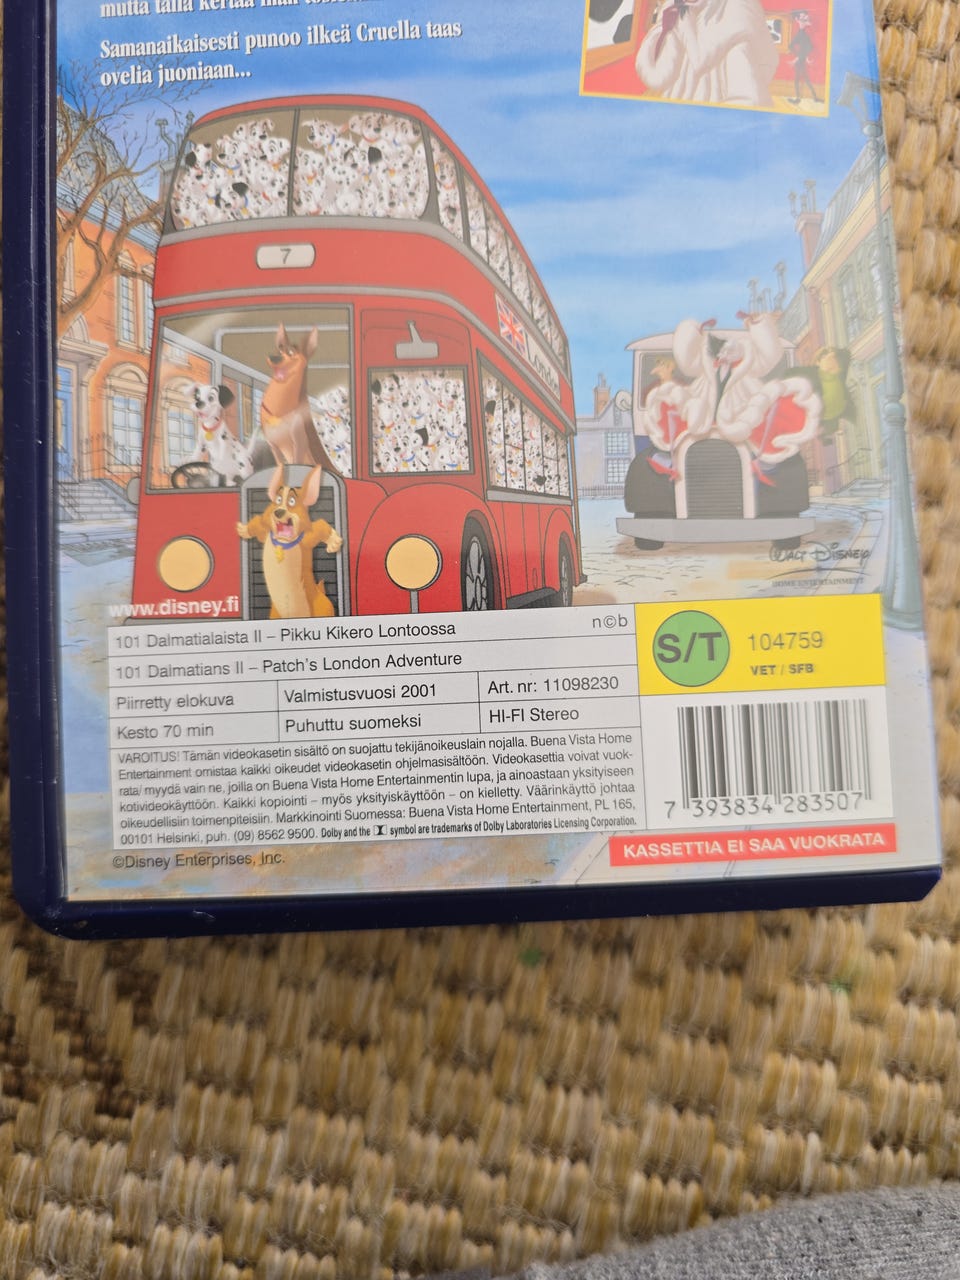 mutta tällä kertaa
Samanaikaisesti punoo ilkeä Cruella taas
ovelia juoniaan...
7
London
WALT DISNEY
HOME ENTERTAINMENT
www.disney.fi
101 Dalmatialaista II – Pikku Kikero Lontoossa
n©b
101 Dalmatians II – Patch's London Adventure
Piirretty elokuva
Valmistusvuosi 2001
Art. nr: 11098230
Kesto 70 min
Puhuttu suomeksi
HI-FI Stereo
VAROITUS! Tämän videokasetin sisältö on suojattu tekijänoikeuslain nojalla. Buena Vista Home
Entertainment omistaa kaikki oikeudet videokasetin ohjelmasisältöön. Videokasettia voivat vuok-
rata/ myydä vain ne, joilla on Buena Vista Home Entertainmentin lupa, ja ainoastaan yksityiseen
kotivideokäyttöön. Kaikki kopiointi – myös yksityiskäyttöön – on kielletty. Väärinkäyttö johtaa
oikeudellisiin toimenpiteisiin. Markkinointi Suomessa: Buena Vista Home Entertainment, PL 165,
00101 Helsinki, puh. (09) 8562 9500. Dolby and the symbol are trademarks of Dolby Laboratories Licensing Corporation.
©Disney Enterprises, Inc.
S/T
104759
VET / SFB
7 393834 283507
KASSETTIA EI SAA VUOKRATA